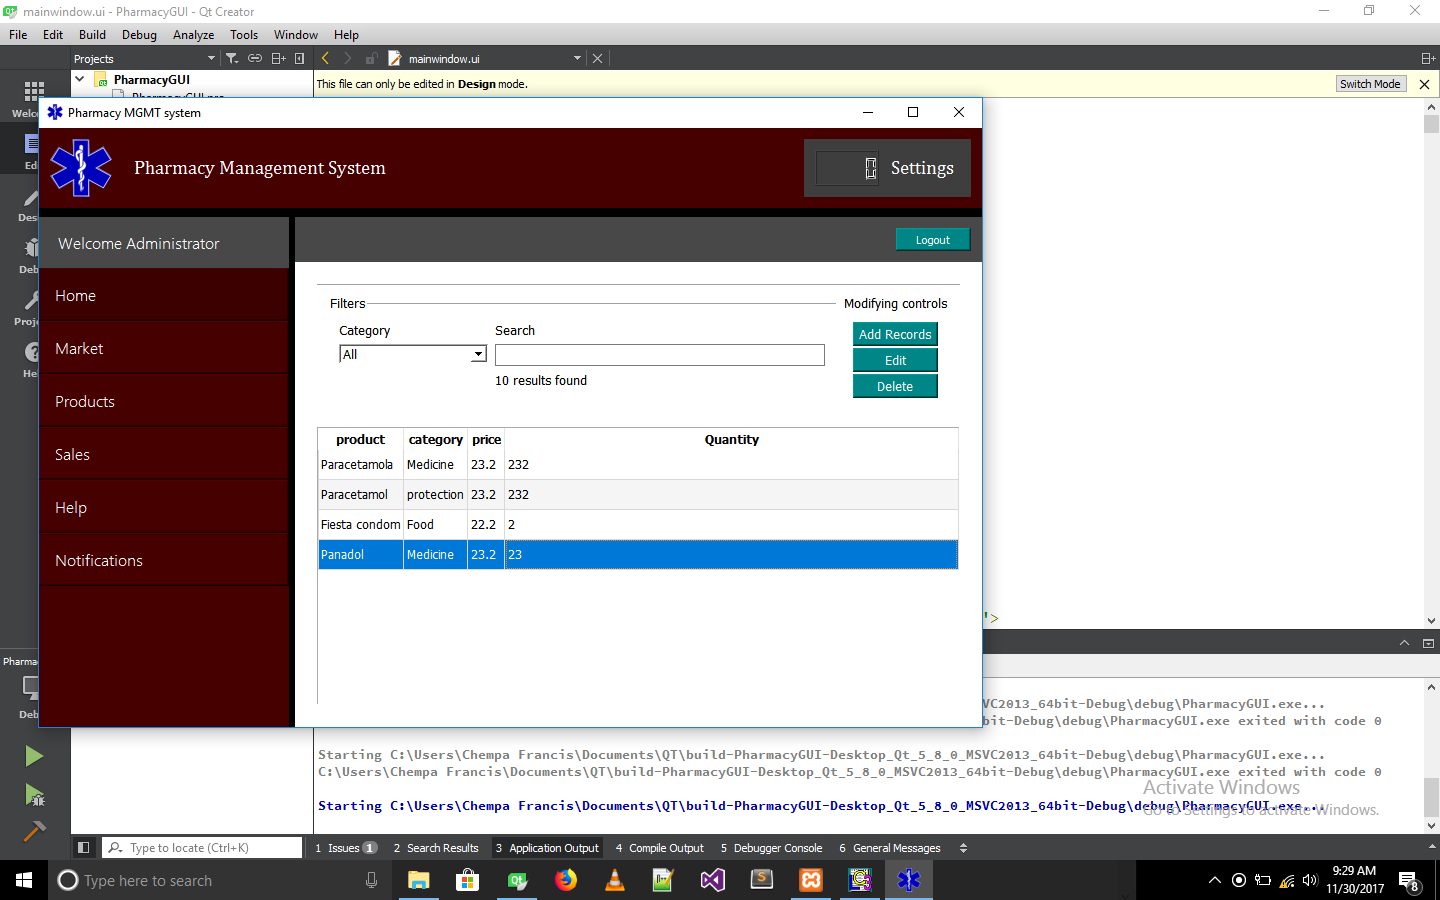 mainwindow.ui - PharmacyGUI - Qt Creator
File Edit Build Debug Analyze Tools Window Help
Projects
mainwindow.ui
PharmacyGUI
This file can only be edited in Design mode.
Switch Mode
Pharmacy MGMT system
Pharmacy Management System
Settings
Welcome Administrator
Logout
Home
Market
Products
Sales
Help
Notifications
Filters
Modifying controls
Category
Search
All
10 results found
Add Records
Edit
Delete
product category price Quantity
Paracetamola Medicine 23.2 232
Paracetamol protection 23.2 232
Fiesta condom Food 22.2 2
Panadol Medicine 23.2 23
'>
VC2013_64bit-Debug\debug\PharmacyGUI.exe...
bit-Debug\debug\PharmacyGUI.exe exited with code 0
Starting C:\Users\Chempa Francis\Documents\QT\build-PharmacyGUI-Desktop_Qt_5_8_0_MSVC2013_64bit-Debug\debug\PharmacyGUI.exe...
C:\Users\Chempa Francis\Documents\QT\build-PharmacyGUI-Desktop_Qt_5_8_0_MSVC2013_64bit-Debug\debug\PharmacyGUI.exe exited with code 0
Starting C:\Users\Chempa Francis\Documents\QT\build-PharmacyGUI-Desktop_Qt_5_8_0_MSVC2013_64bit-Debug\debug\PharmacyGUI.exe...
Activate Windows
Go to Settings to activate Windows.
Type to locate (Ctrl+K)
1 Issues 1 2 Search Results 3 Application Output 4 Compile Output 5 Debugger Console 6 General Messages
Type here to search
9:29 AM
11/30/2017
8